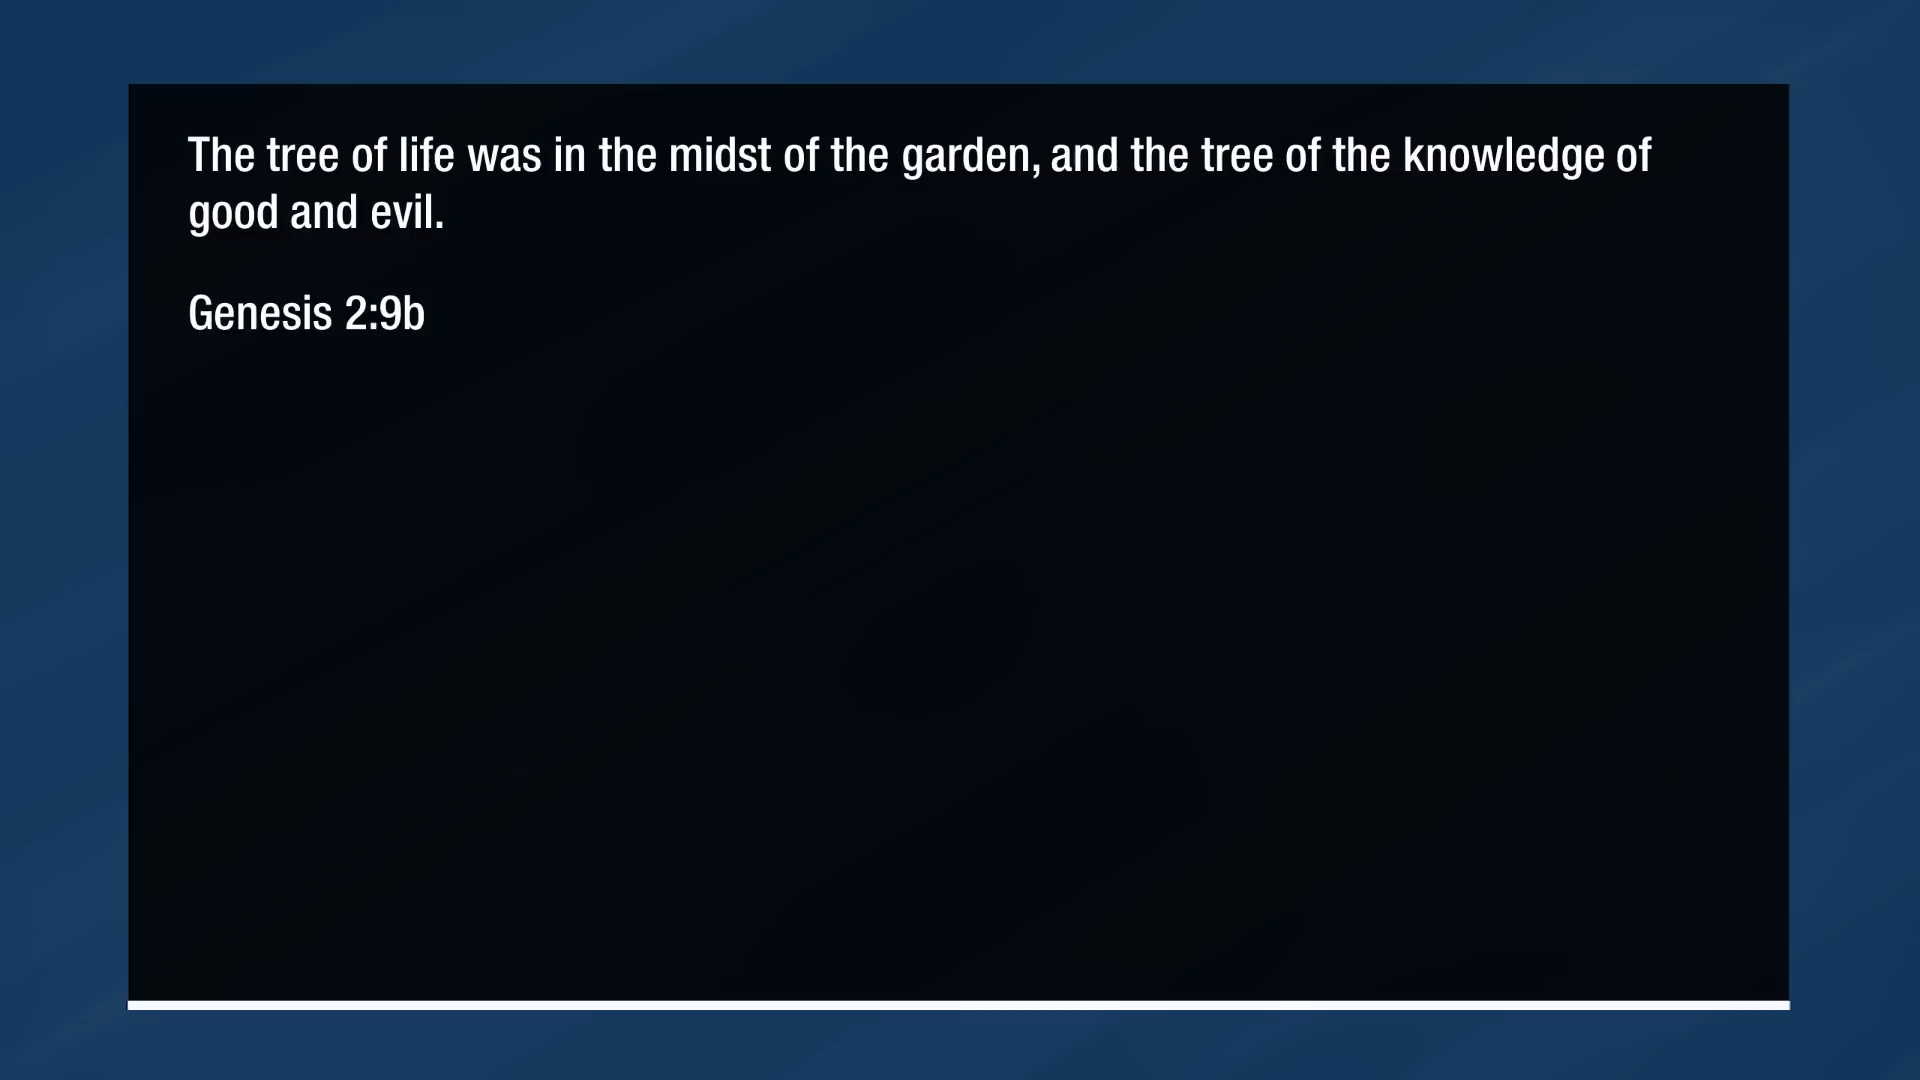 The tree of life was in the midst of the garden, and the tree of the knowledge of
good and evil.
Genesis 2:9b